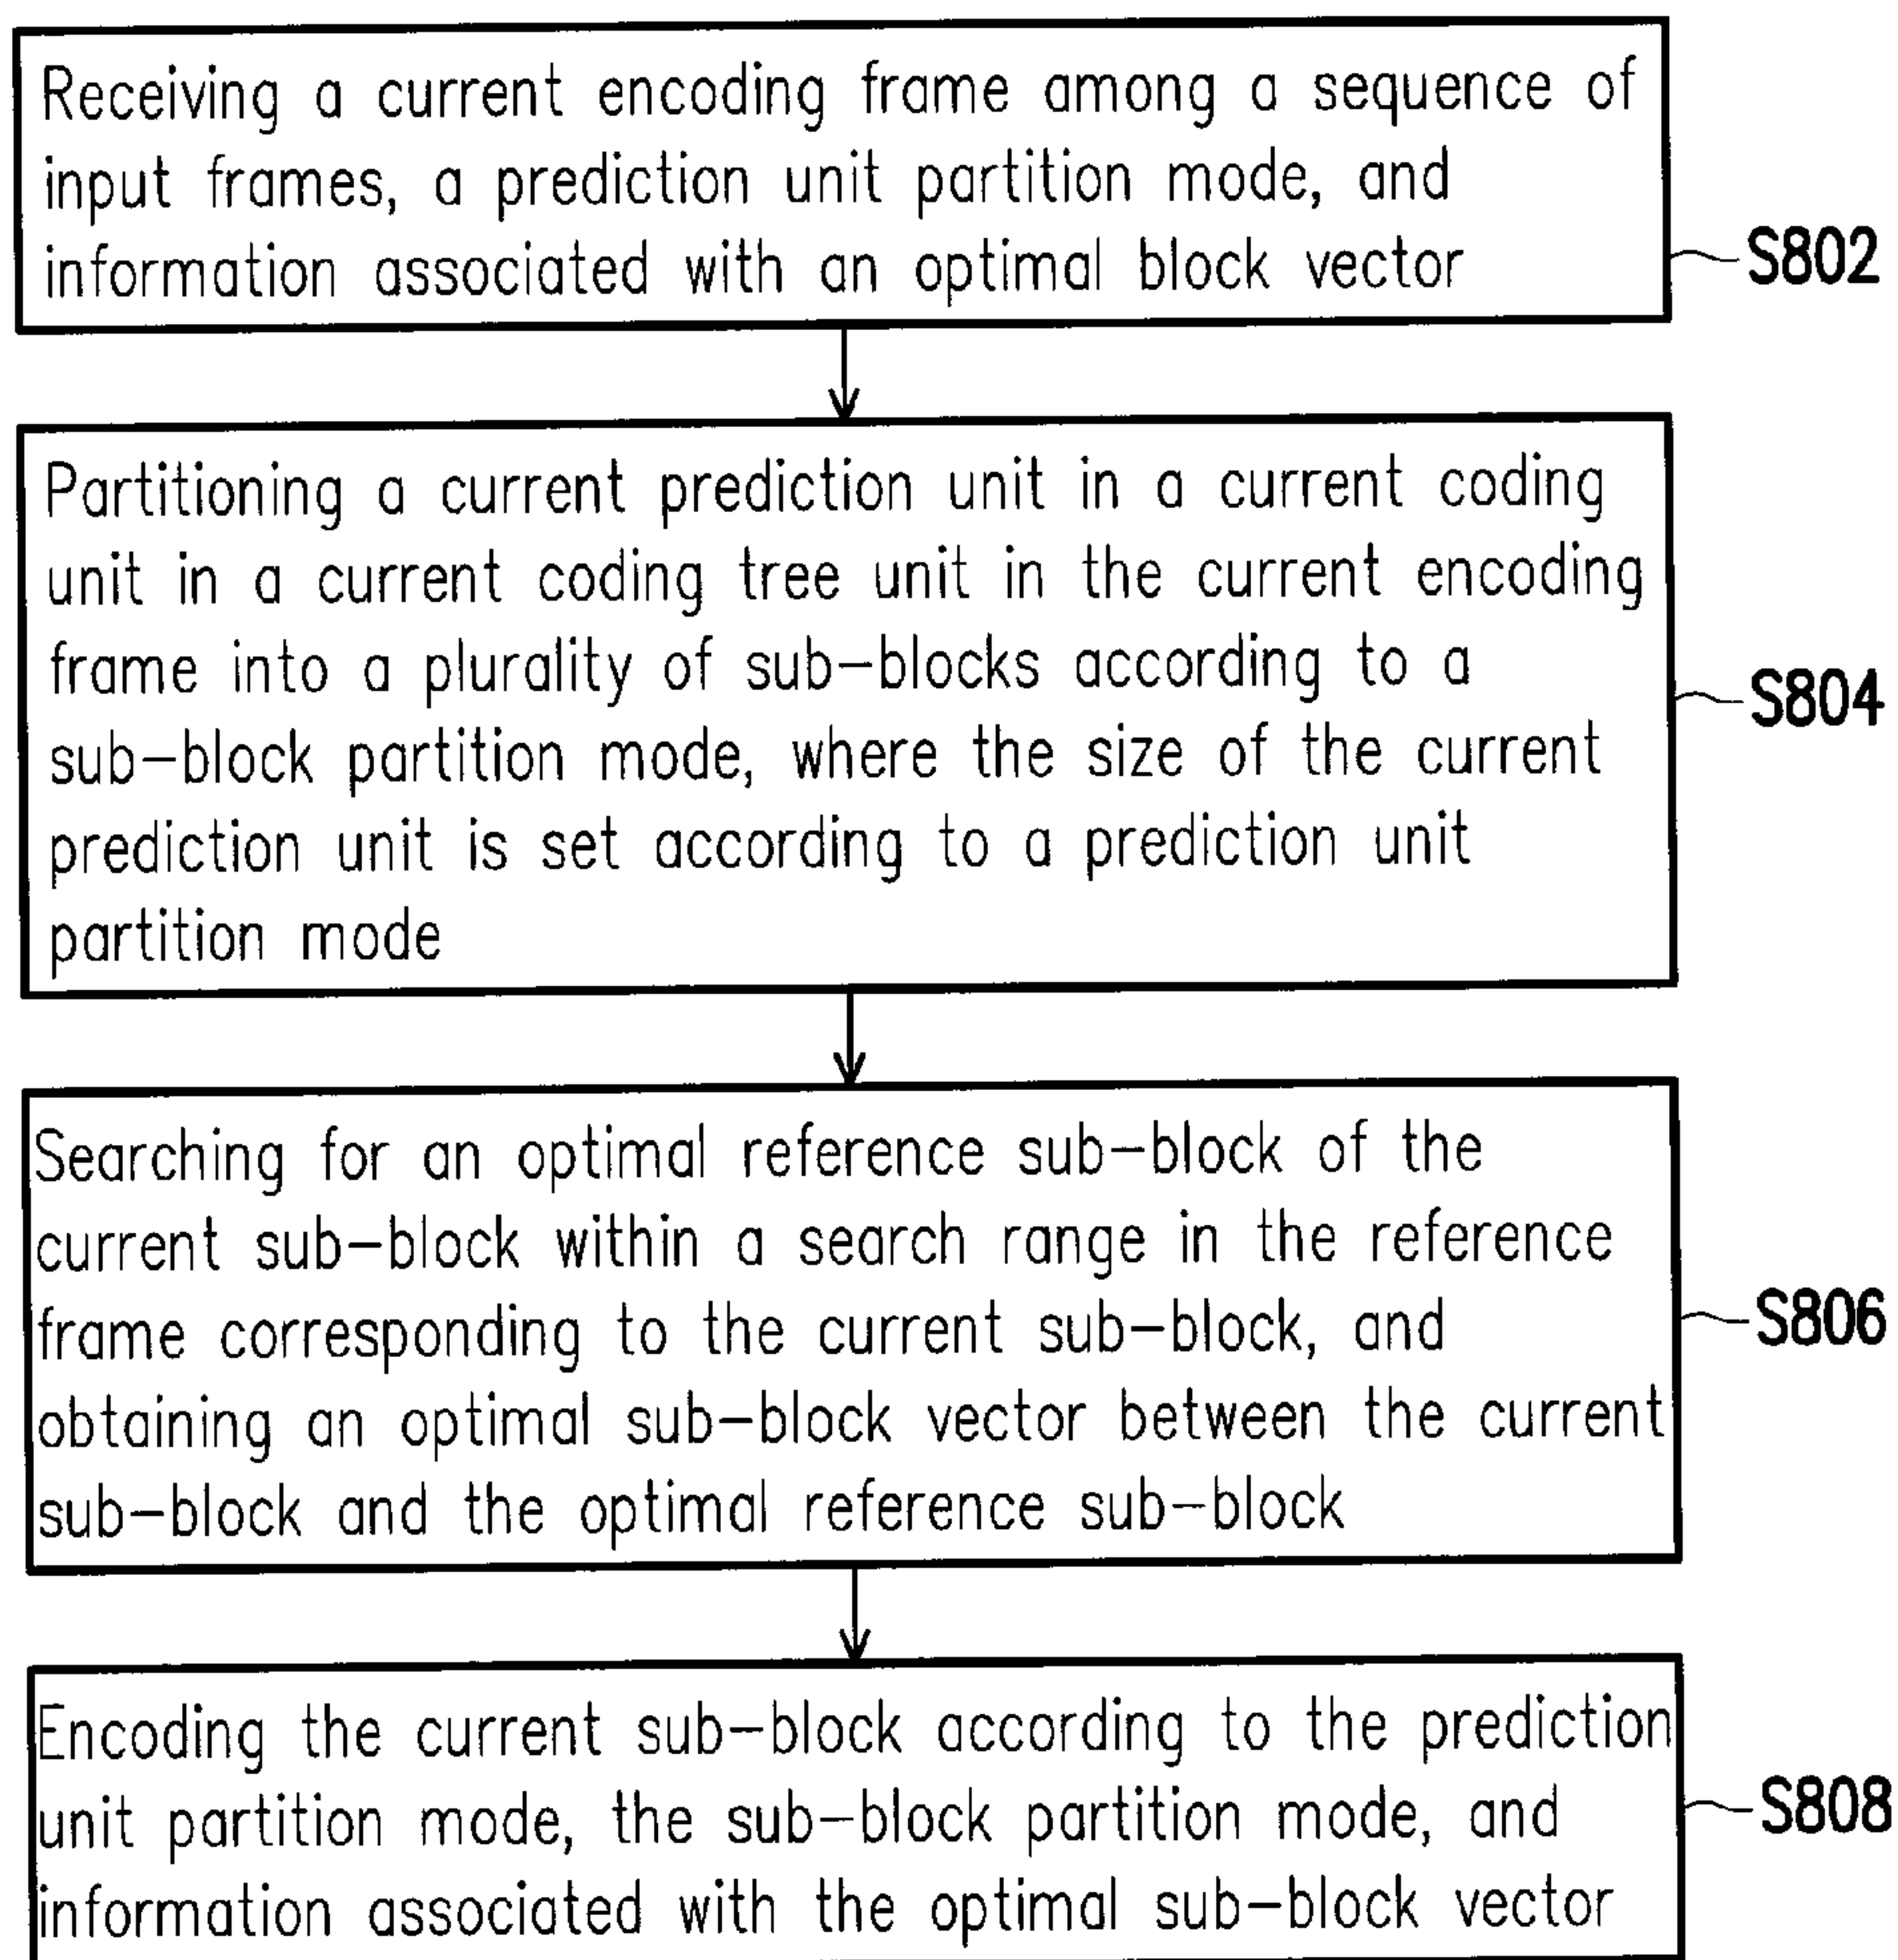 Receiving a current encoding frame among a sequence of
input frames, a prediction unit partition mode, and
information associated with an optimal block vector
S802
Partitioning a current prediction unit in a current coding
unit in a current coding tree unit in the current encoding
frame into a plurality of sub-blocks according to a
sub-block partition mode, where the size of the current
prediction unit is set according to a prediction unit
partition mode
S804
Searching for an optimal reference sub-block of the
current sub-block within a search range in the reference
frame corresponding to the current sub-block, and
obtaining an optimal sub-block vector between the current
sub-block and the optimal reference sub-block
S806
Encoding the current sub-block according to the prediction
unit partition mode, the sub-block partition mode, and
information associated with the optimal sub-block vector
S808